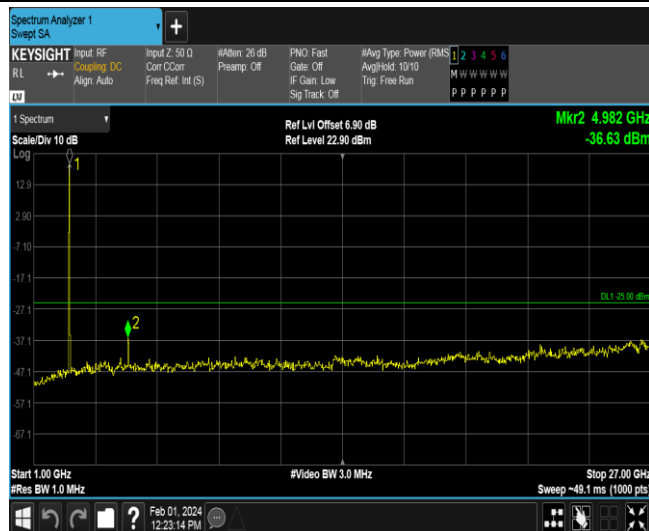 Spectrum Analyzer 1
Swept SA
+
KEYSIGHT
RL
LXI
Input: RF
Coupling: DC
Align: Auto
Input Z: 50 Ω
Corr CCorr
Freq Ref: Int (S)
#Atten: 26 dB
Preamp: Off
PNO: Fast
Gate: Off
IF Gain: Low
Sig Track: Off
#Avg Type: Power (RMS
Avg|Hold: 10/10
Trig: Free Run
1 2 3 4 5 6
M W W W W W
P P P P P P
1 Spectrum
Scale/Div 10 dB
Ref Lvl Offset 6.90 dB
Ref Level 22.90 dBm
Mkr2 4.982 GHz
-36.63 dBm
Log
1
12.9
2.90
-7.10
-17.1
DL1 -25.00 dBm
-27.1
2
-37.1
-47.1
-57.1
-67.1
Start 1.00 GHz
#Video BW 3.0 MHz
Stop 27.00 GHz
#Res BW 1.0 MHz
Sweep ~49.1 ms (1000 pts)
?
Feb 01, 2024
12:23:14 PM